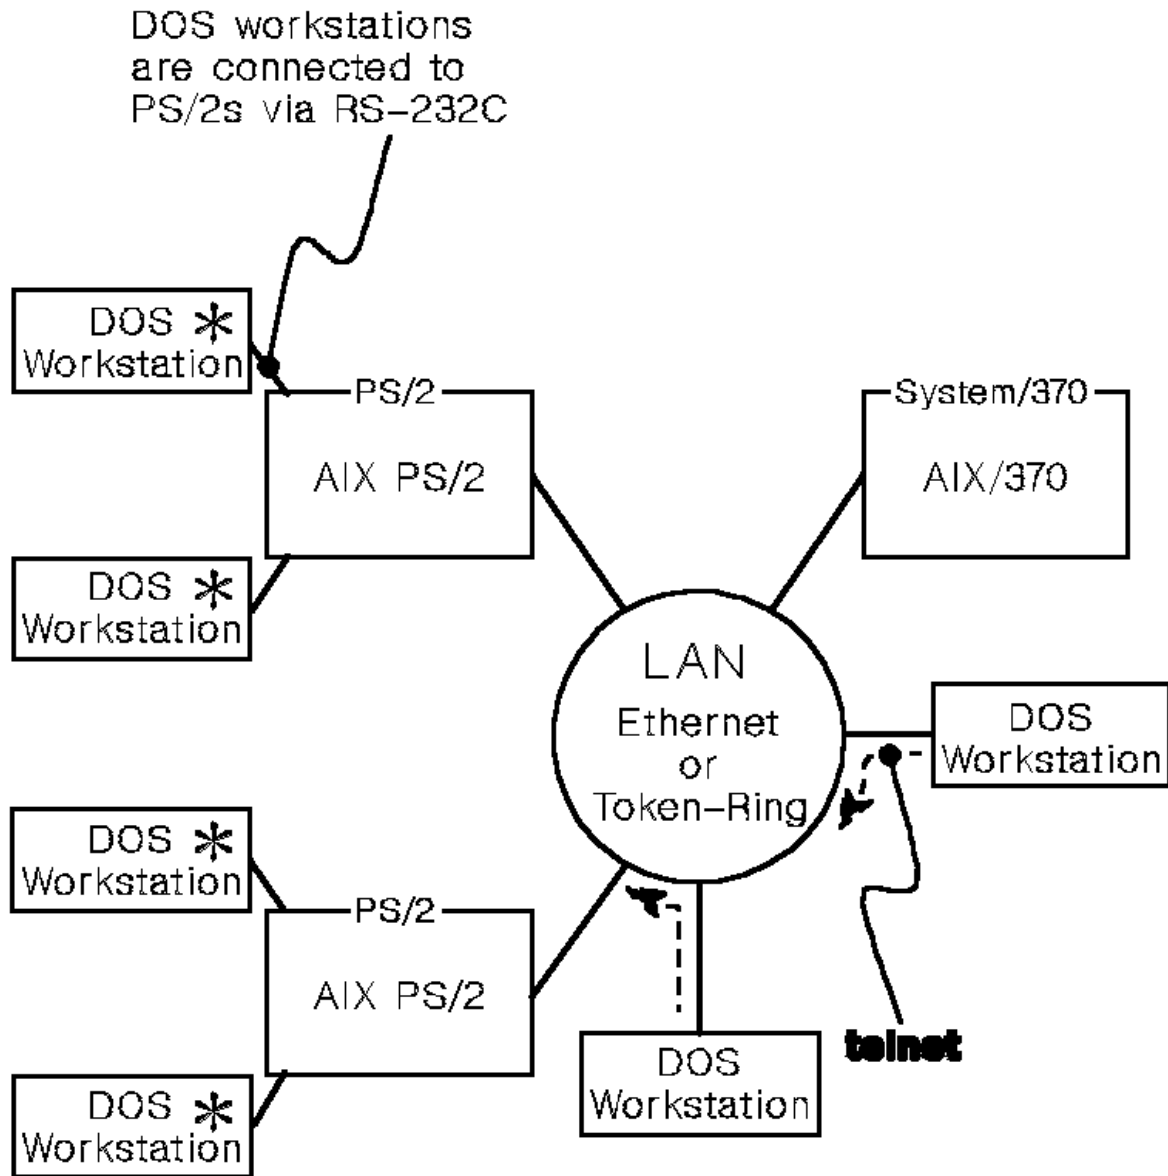 DOS workstations
are connected to
PS/2s via RS-232C
DOS *
Workstation
PS/2
AIX PS/2
System/370
AIX/370
DOS *
Workstation
LAN
Ethernet
or
Token-Ring
DOS
Workstation
DOS *
Workstation
PS/2
AIX PS/2
telnet
DOS
Workstation
DOS *
Workstation